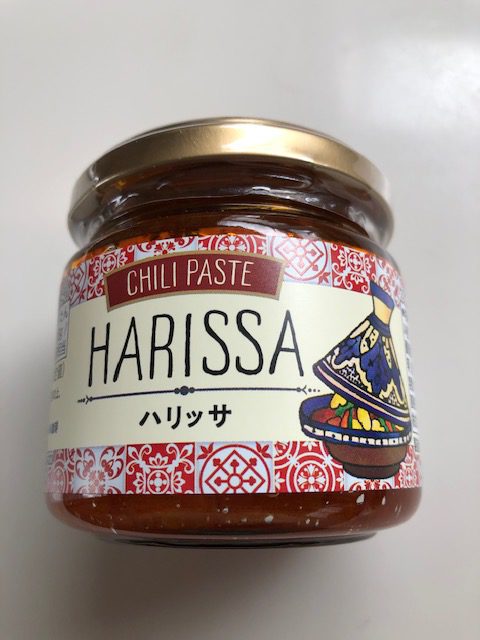 CHILI PASTE
HARISSA
ハリッサ